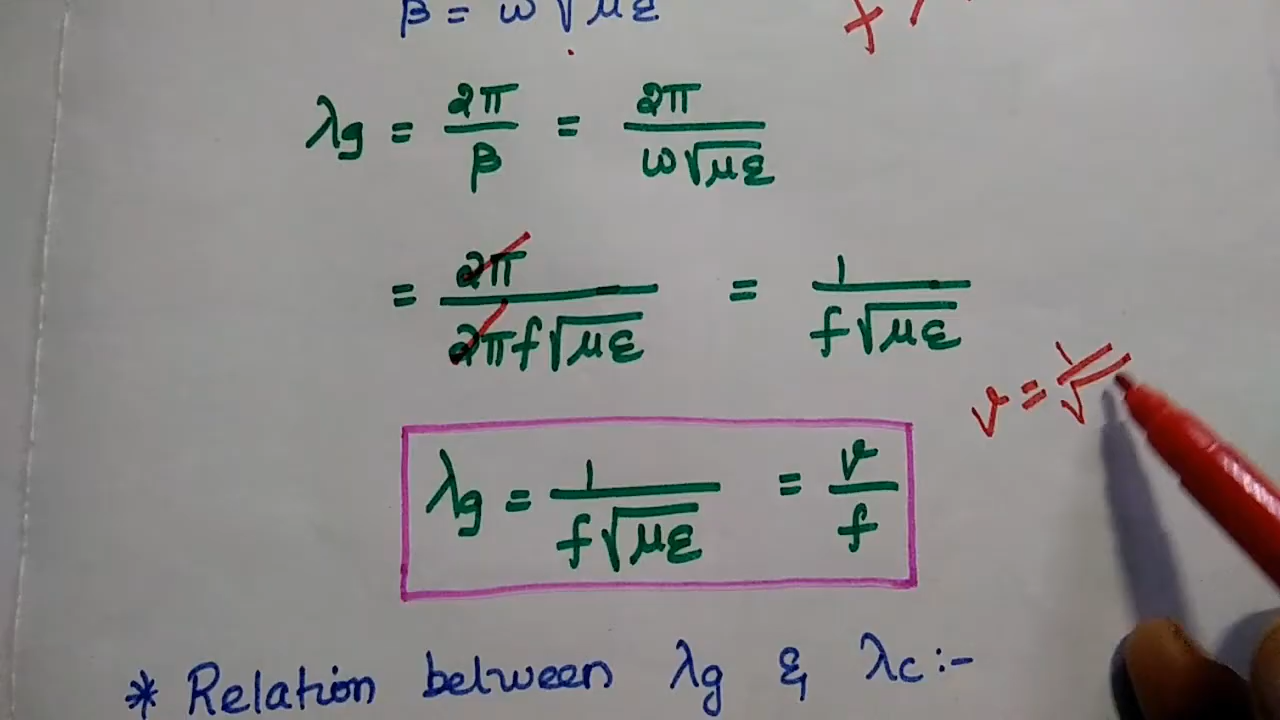 β = ω√με
λg = 2π/β = 2π/ω√με
= 2π/2πf√με = 1/f√με
v = 1/√
λg = 1/f√με = v/f
* Relation between λg & λc :-